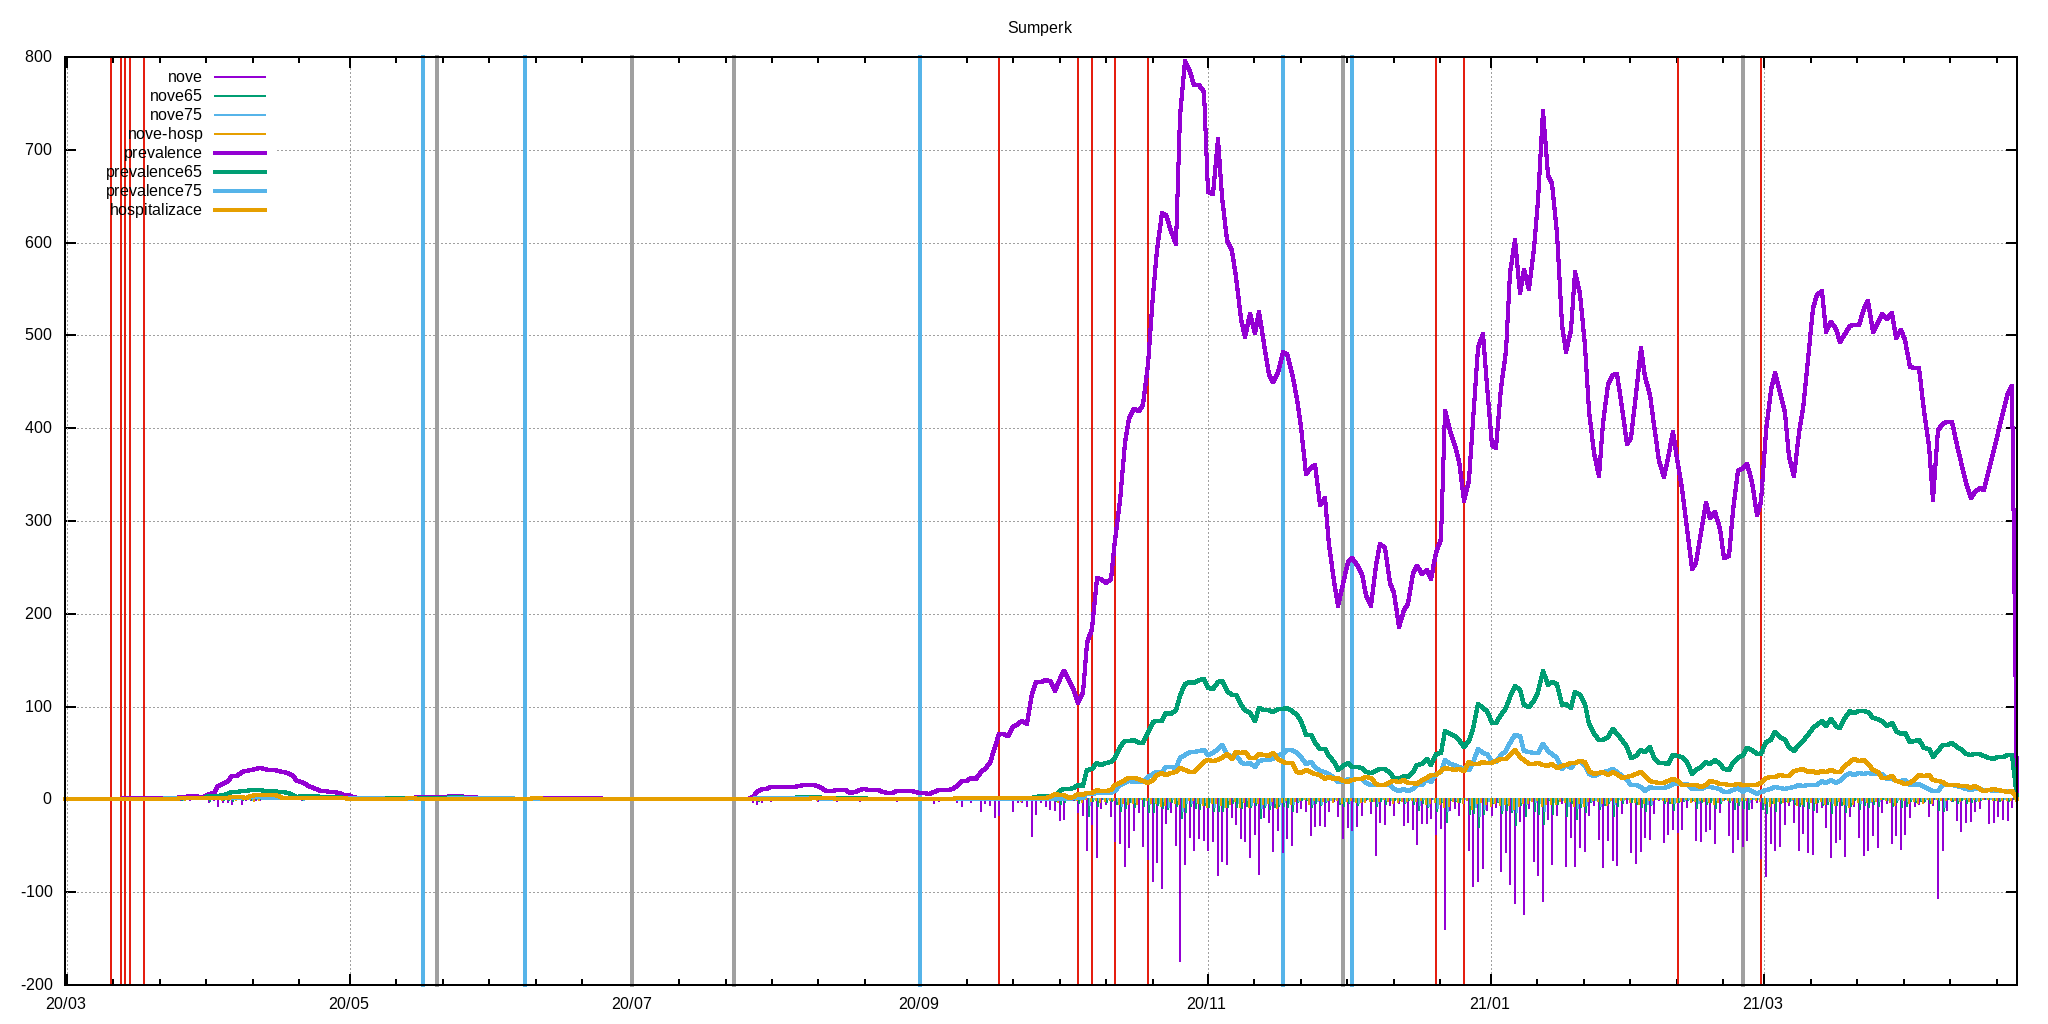 Sumperk
800
700
600
500
400
300
200
100
0
-100
-200
nove
nove65
nove75
nove-hosp
prevalence
prevalence65
prevalence75
hospitalizace
20/03 20/05 20/07 20/09 20/11 21/01 21/03